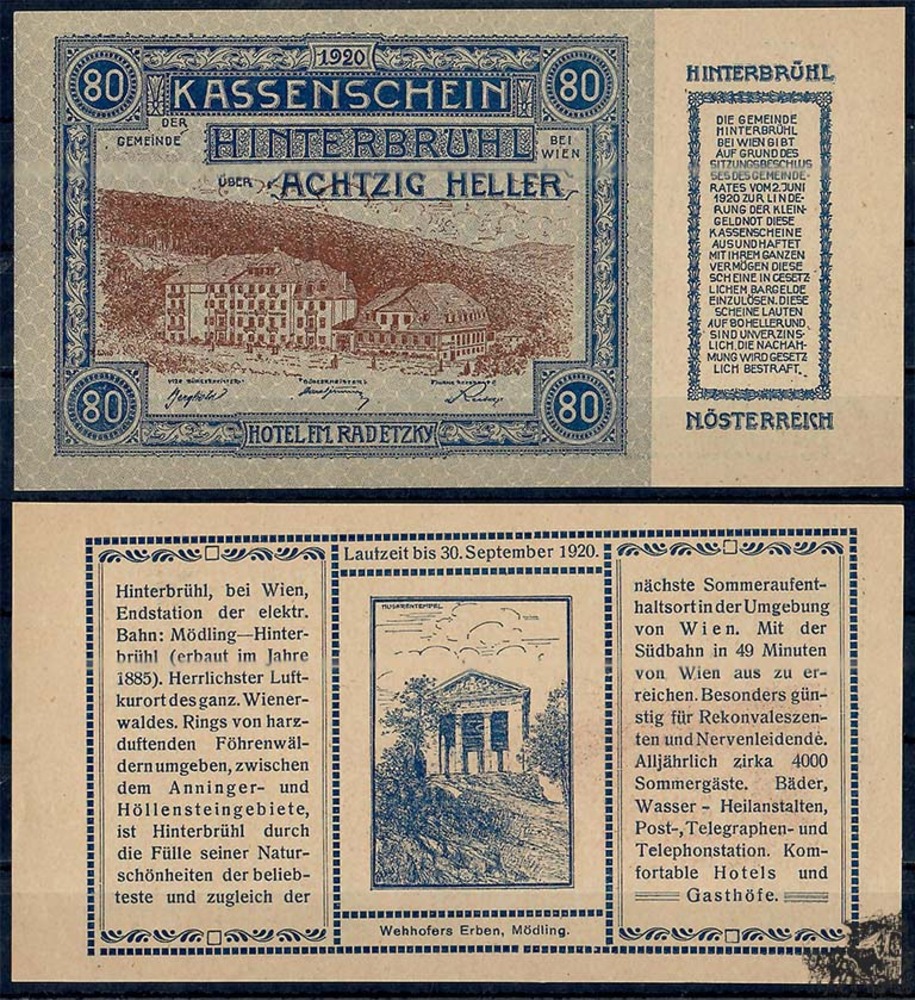 1920
80 KASSENSCHEIN 80
DER
GEMEINDE HINTERBRÜHL BEI
WIEN
ÜBER ACHTZIG HELLER
VIZE BÜRGERMEISTER: BÜRGERMEISTER:
80 80
HOTEL F.M. RADETZKY
HINTERBRÜHL
DIE GEMEINDE
HINTERBRÜHL
BEI WIEN GIBT
AUF GRUND DES
SITZUNGSBESCHLUS
SES DES GEMEINDE-
RATES VOM 2. JUNI
1920 ZUR LINDE-
RUNG DER KLEIN-
GELDNOT DIESE
KASSENSCHEINE
AUS UND HAFTET
MIT IHREM GANZEN
VERMÖGEN DIESE
SCHEINE IN GESETZ-
LICHEM BARGELDE
EINZULÖSEN. DIESE
SCHEINE LAUTEN
AUF 80 HELLER UND
SIND UNVERZINS-
LICH. DIE NACHAH-
MUNG WIRD GESETZ
LICH BESTRAFT.
N.ÖSTERREICH
Lautzeit bis 30. September 1920.
Hinterbrühl, bei Wien,
Endstation der elektr.
Bahn: Mödling—Hinter-
brühl (erbaut im Jahre
1885). Herrlichster Luft-
kurort des ganz. Wiener-
waldes. Rings von harz-
duftenden Föhrenwäl-
dern umgeben, zwischen
dem Anninger- und
Höllensteingebiete,
ist Hinterbrühl durch
die Fülle seiner Natur-
schönheiten der belieb-
teste und zugleich der
HUSARENTEMPEL
Wehhofers Erben, Mödling.
nächste Sommeraufent-
haltsort in der Umgebung
von Wien. Mit der
Südbahn in 49 Minuten
von Wien aus zu er-
reichen. Besonders gün-
stig für Rekonvaleszen-
ten und Nervenleidende.
Alljährlich zirka 4000
Sommergäste. Bäder,
Wasser - Heilanstalten,
Post-, Telegraphen- und
Telephonstation. Kom-
fortable Hotels und
Gasthöfe.